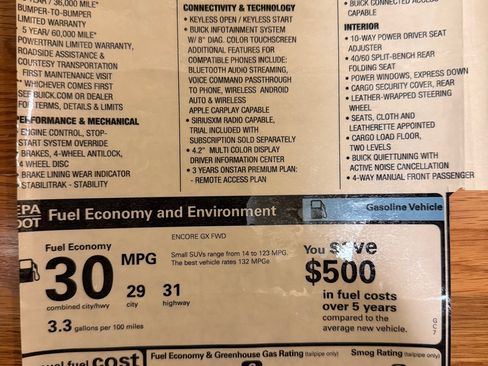 YEAR / 36,000 MILE*
BUMPER-TO-BUMPER
LIMITED WARRANTY
5 YEAR/ 60,000 MILE*
POWERTRAIN LIMITED WARRANTY,
ROADSIDE ASSISTANCE &
COURTESY TRANSPORTATION
FIRST MAINTENANCE VISIT
* WHICHEVER COMES FIRST
SEE BUICK.COM OR DEALER
FOR TERMS, DETAILS & LIMITS
PERFORMANCE & MECHANICAL
ENGINE CONTROL, STOP-
START SYSTEM OVERRIDE
BRAKES, 4-WHEEL ANTILOCK,
4 WHEEL DISC
BRAKE LINING WEAR INDICATOR
STABILITRAK - STABILITY
CONNECTIVITY & TECHNOLOGY
• KEYLESS OPEN / KEYLESS START
• BUICK INFOTAINMENT SYSTEM
W/ 8" DIAG. COLOR TOUCHSCREEN
ADDITIONAL FEATURES FOR
COMPATIBLE PHONES INCLUDE:
BLUETOOTH AUDIO STREAMING,
VOICE COMMAND PASSTHROUGH
TO PHONE, WIRELESS ANDROID
AUTO & WIRELESS
APPLE CARPLAY CAPABLE
• SIRIUSXM RADIO CAPABLE,
TRIAL INCLUDED WITH
SUBSCRIPTION SOLD SEPARATELY
• 4.2" MULTI COLOR DISPLAY
DRIVER INFORMATION CENTER
• 3 YEARS ONSTAR PREMIUM PLAN:
- REMOTE ACCESS PLAN
• BUICK CONNECTED ACCESS
CAPABLE
INTERIOR
• 10-WAY POWER DRIVER SEAT
ADJUSTER
• 40/60 SPLIT-BENCH REAR
FOLDING SEAT
• POWER WINDOWS, EXPRESS DOWN
• CARGO SECURITY COVER, REAR
• LEATHER-WRAPPED STEERING
WHEEL
• SEATS, CLOTH AND
LEATHERETTE APPOINTED
• CARGO LOAD FLOOR,
TWO LEVELS
• BUICK QUIETTUNING WITH
ACTIVE NOISE CANCELLATION
• 4-WAY MANUAL FRONT PASSENGER
EPA
DOT
Fuel Economy and Environment
Gasoline Vehicle
Fuel Economy
30 MPG
combined city/hwy
29
city
31
highway
3.3 gallons per 100 miles
ENCORE GX FWD
Small SUVs range from 14 to 123 MPG.
The best vehicle rates 132 MPGe.
You save
$500
in fuel costs
over 5 years
compared to the
average new vehicle.
GC7
fuel cost
Fuel Economy & Greenhouse Gas Rating (tailpipe only)
Smog Rating (tailpipe only)